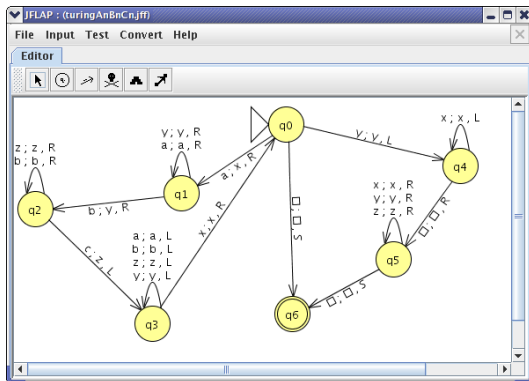 JFLAP : (turingAnBnCn.jff)
File Input Test Convert Help
Editor
q0
y ; y , L
x ; x , L
q4
y ; y , R
a ; a , R
a ; x , R
z ; z , R
b ; b , R
q1
q2
b ; y , R
x ; x , R
□ ; □ , S
x ; x , R
y ; y , R
z ; z , R
□ ; □ , R
a ; a , L
b ; b , L
z ; z , L
y ; y , L
c ; z , L
q5
q3
q6
□ ; □ , S